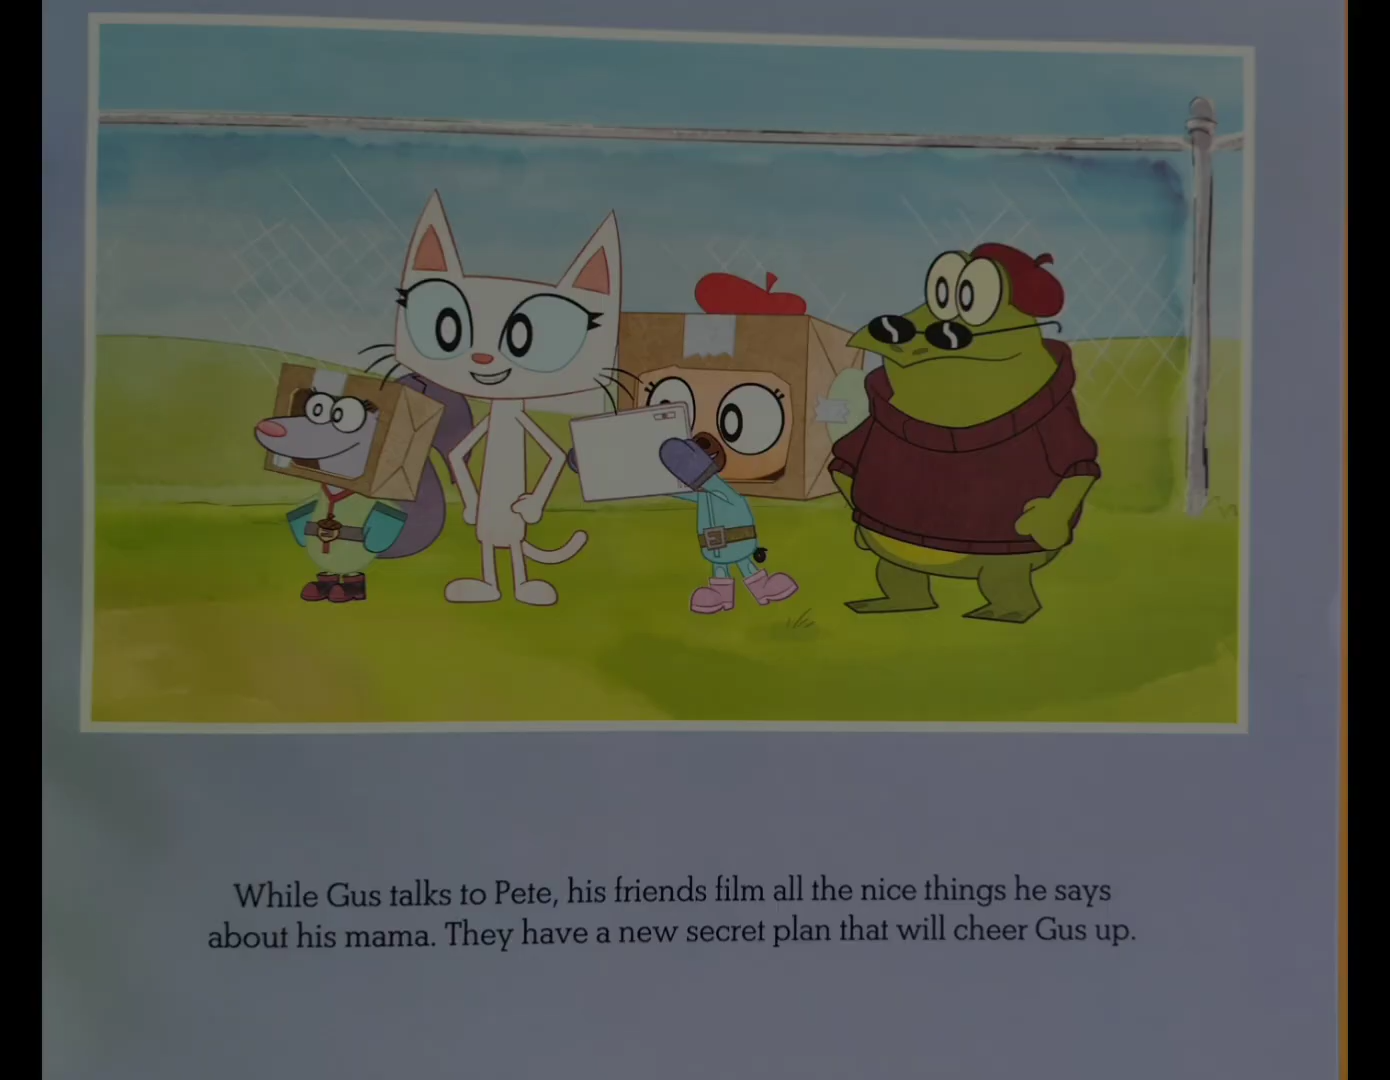 While Gus talks to Pete, his friends film all the nice things he says
about his mama. They have a new secret plan that will cheer Gus up.